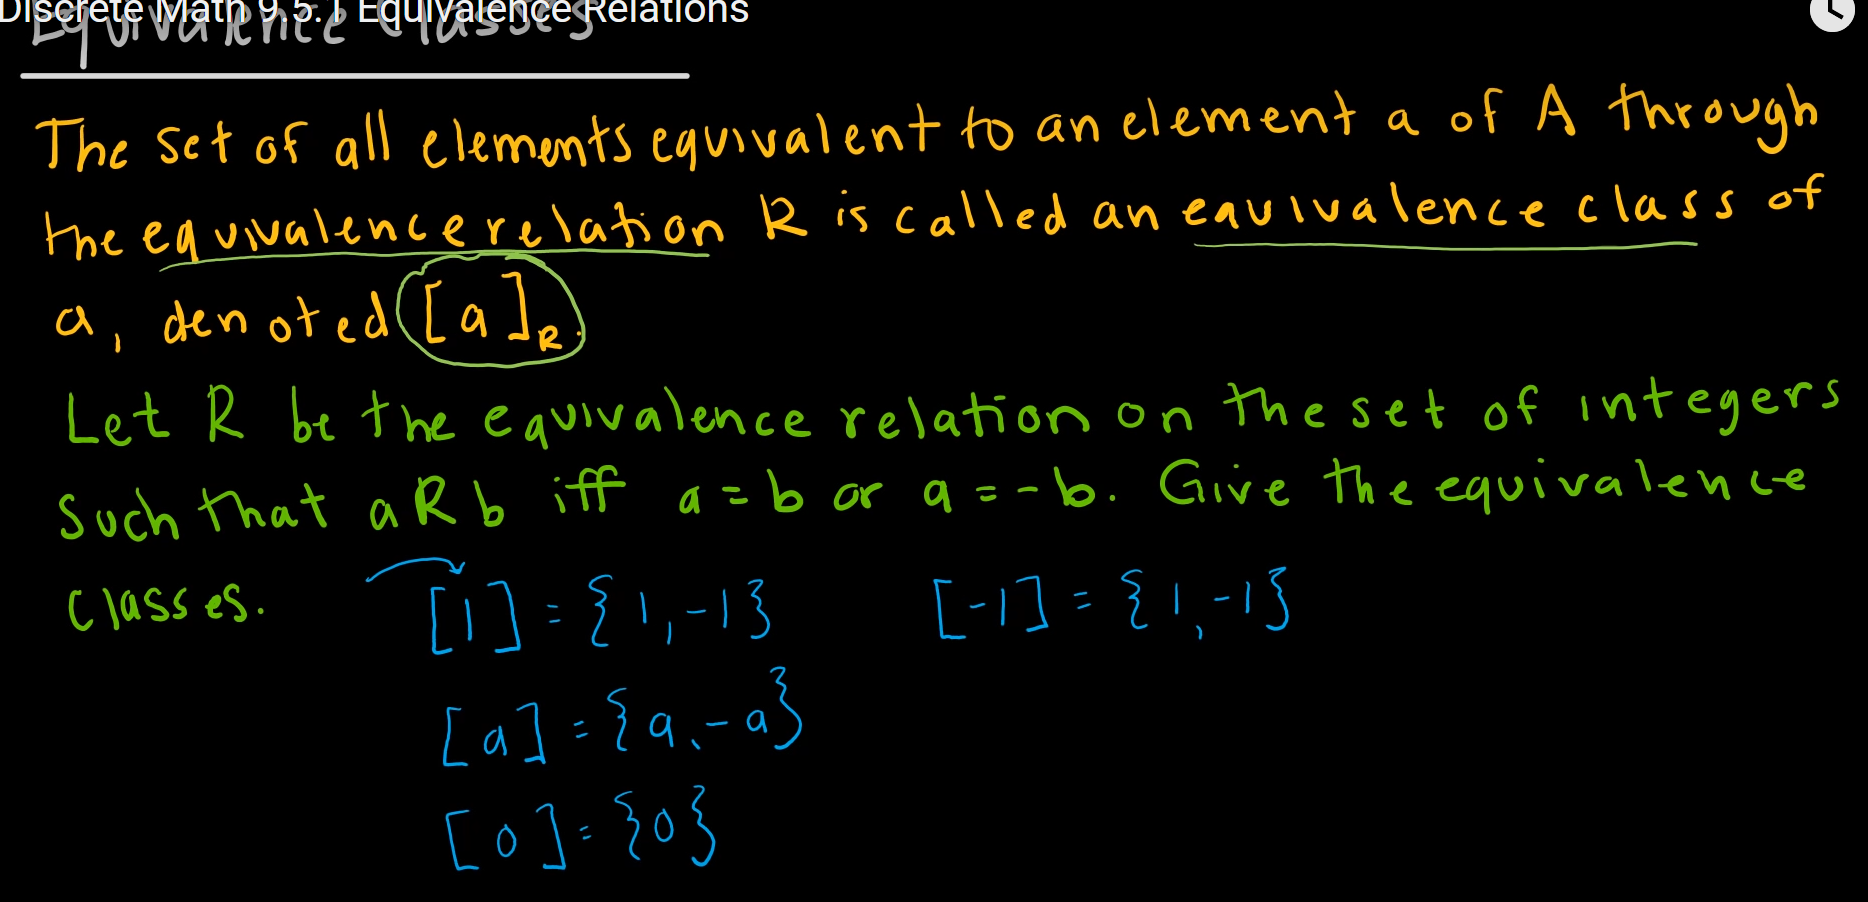 Discrete Math 9.5.1 Equivalence Relations
Equivalence Classes
The set of all elements equivalent to an element a of A through
the equivalence relation R is called an equivalence class of
a, denoted [a]R.
Let R be the equivalence relation on the set of integers
such that aRb iff a=b or a=-b. Give the equivalence
classes.
[1] = {1,-1} [-1] = {1,-1}
[a] = {a,-a}
[0] = {0}